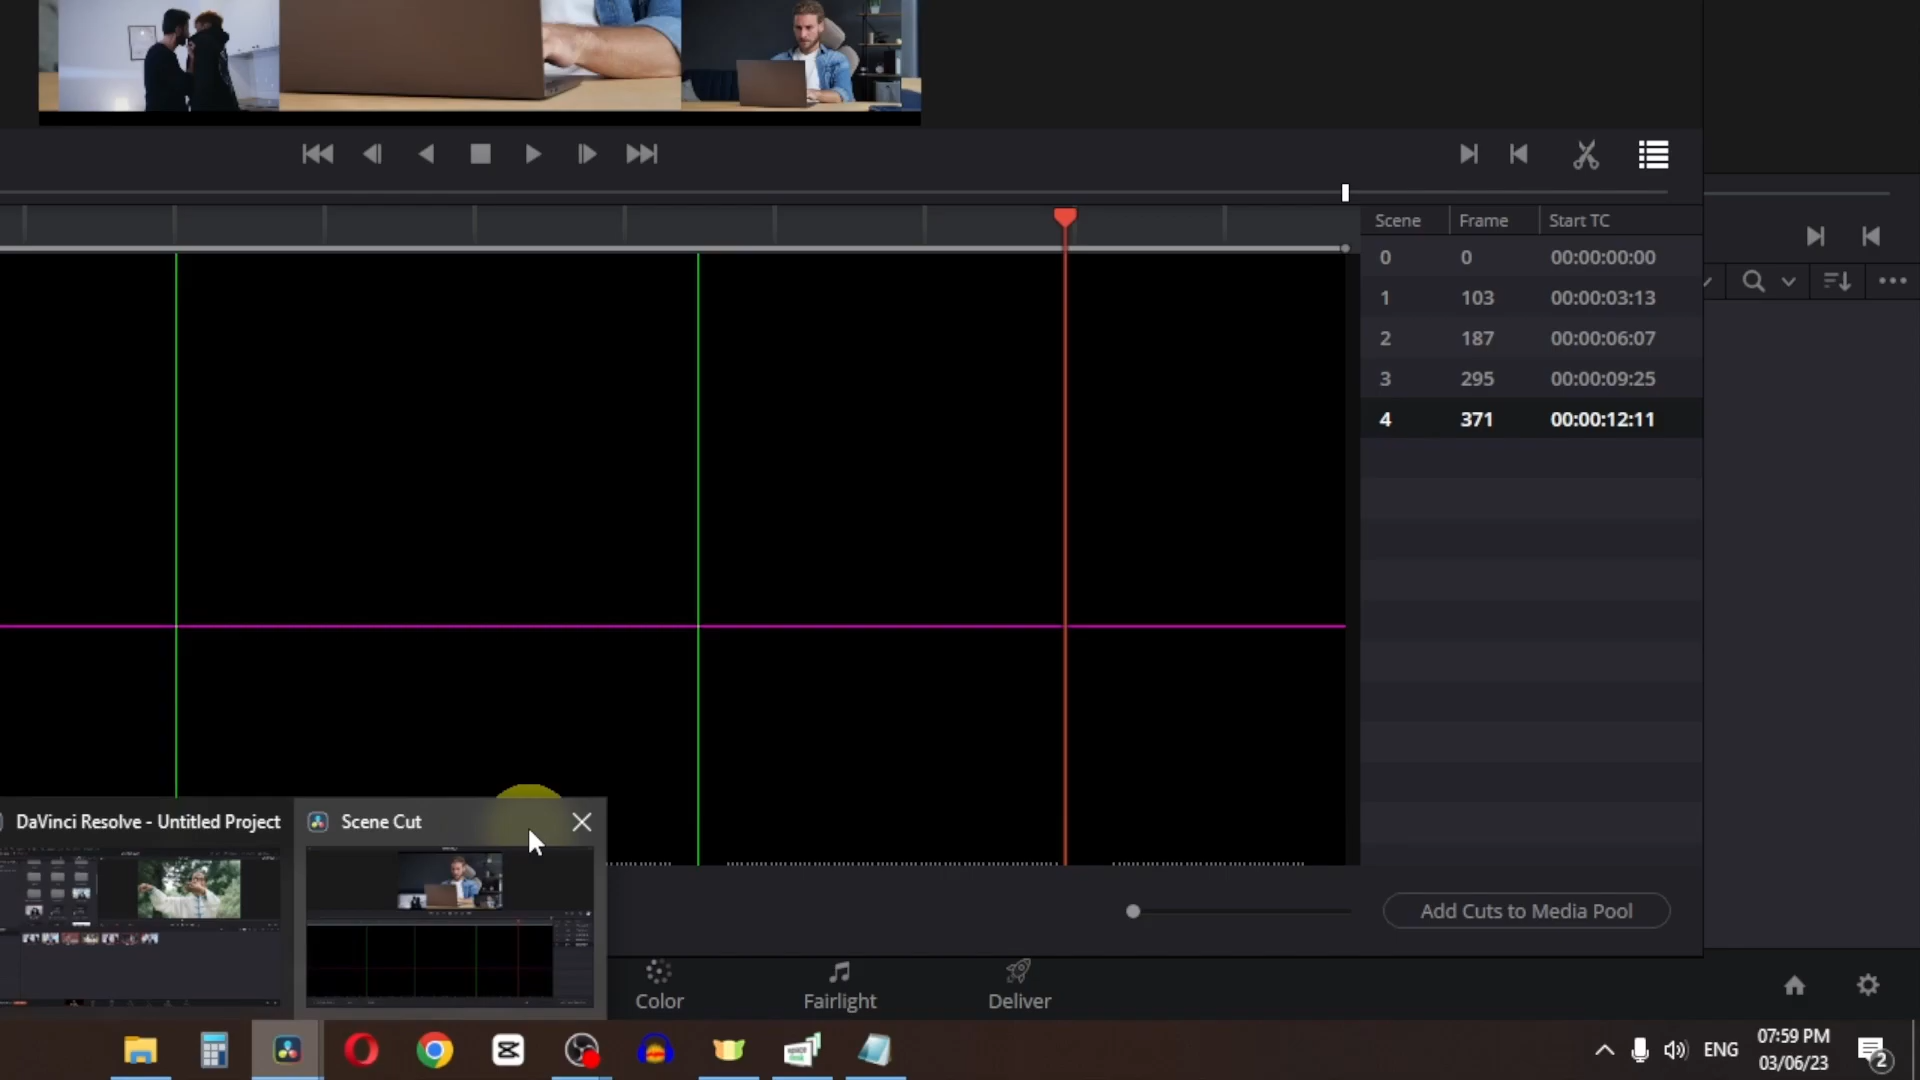 Scene Frame Start TC
0 0 00:00:00:00
1 103 00:00:03:13
2 187 00:00:06:07
3 295 00:00:09:25
4 371 00:00:12:11
DaVinci Resolve - Untitled Project
Scene Cut
Add Cuts to Media Pool
Color
Fairlight
Deliver
ENG
07:59 PM
03/06/23
2